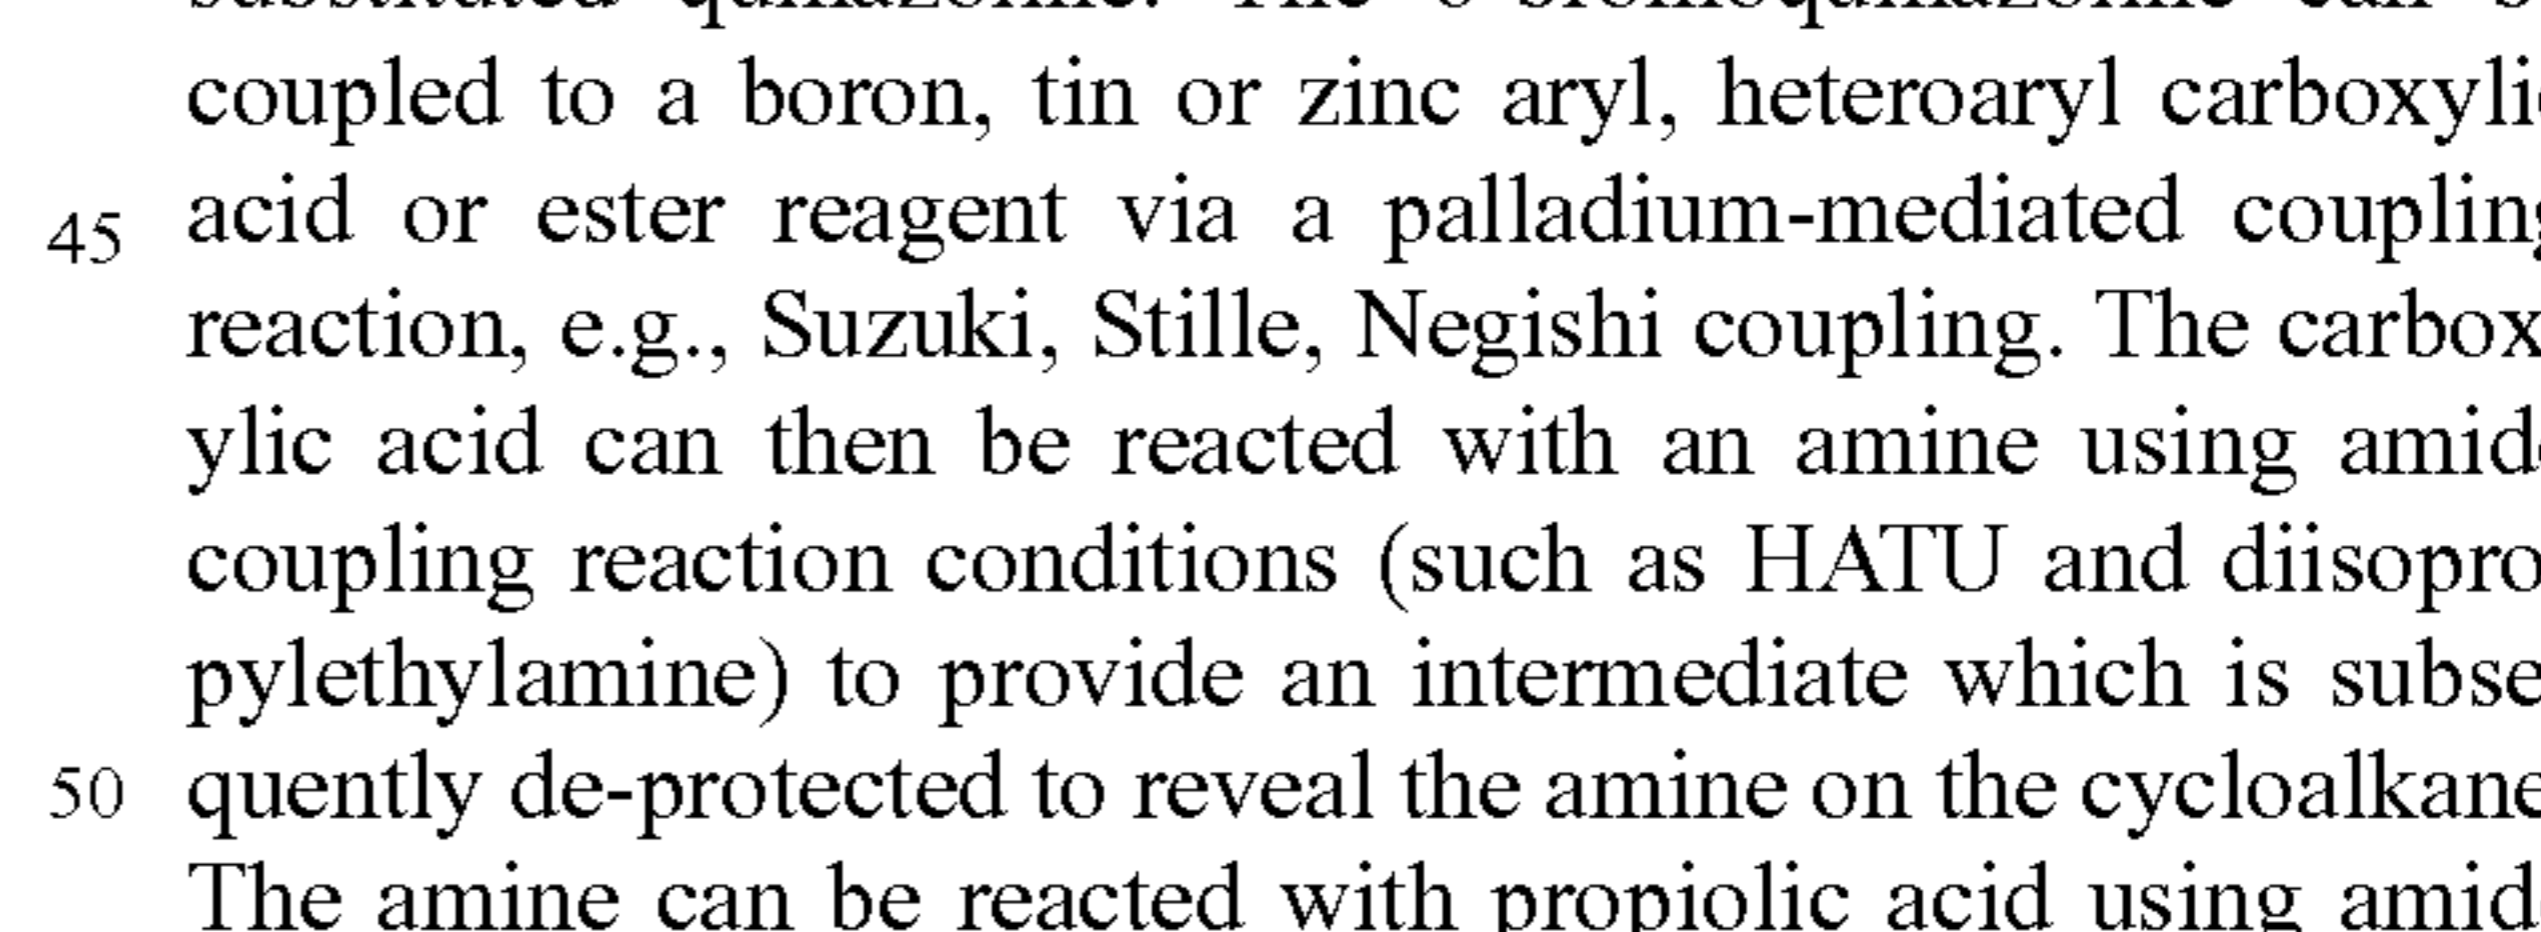 coupled to a boron, tin or zinc aryl, heteroaryl carboxylic
45 acid or ester reagent via a palladium-mediated coupling
reaction, e.g., Suzuki, Stille, Negishi coupling. The carbox
ylic acid can then be reacted with an amine using amide
coupling reaction conditions (such as HATU and diisopro
pylethylamine) to provide an intermediate which is subse
50 quently de-protected to reveal the amine on the cycloalkane
The amine can be reacted with propiolic acid using amid